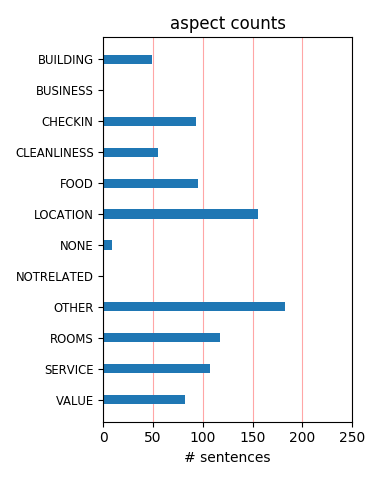 aspect counts
BUILDING
BUSINESS
CHECKIN
CLEANLINESS
FOOD
LOCATION
NONE
NOTRELATED
OTHER
ROOMS
SERVICE
VALUE
0 50 100 150 200 250
# sentences